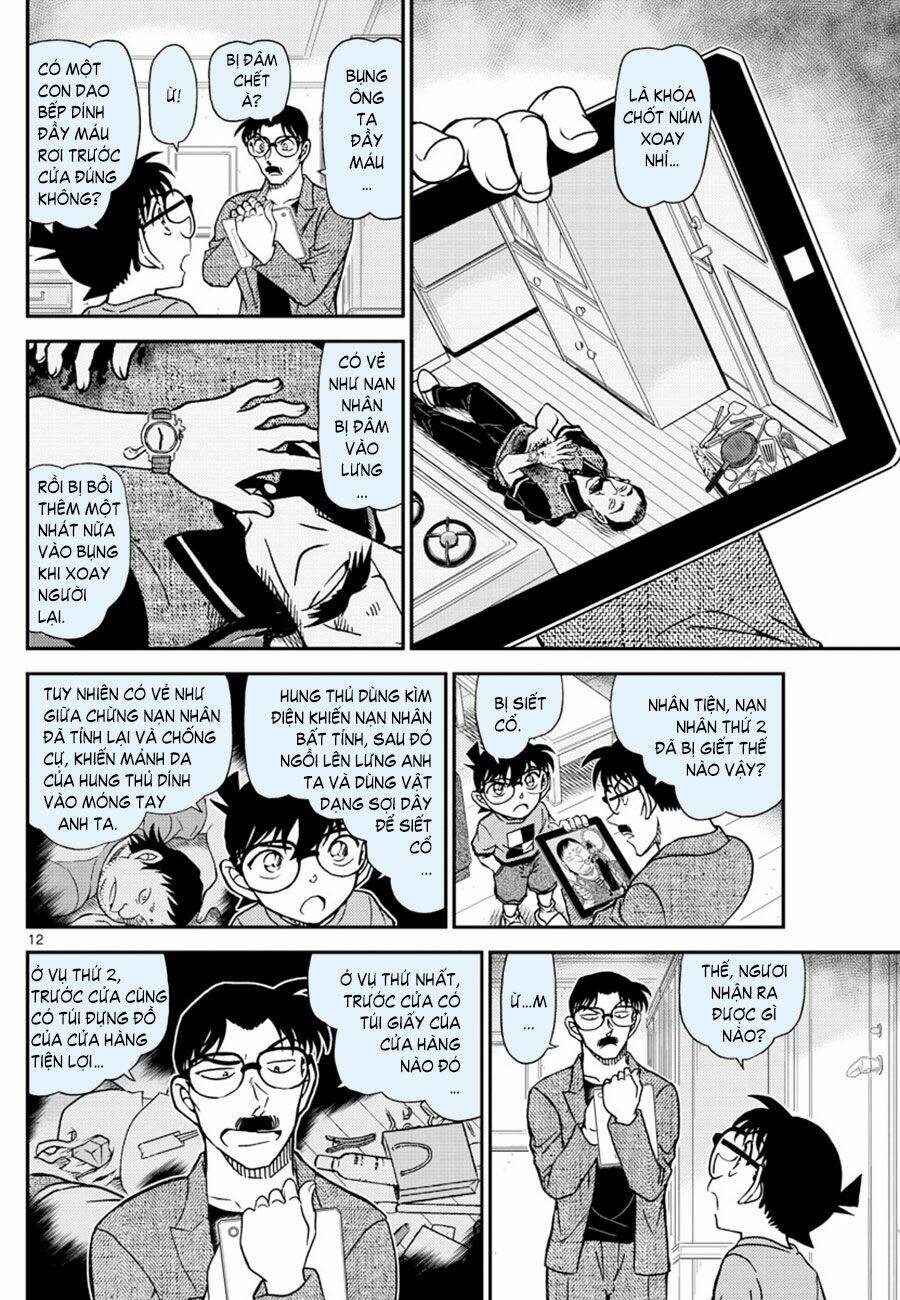 LÀ KHÓA
CHỐT NÚM
XOAY
NHỈ...
BỤNG
ÔNG
TA
ĐẦY
MÁU
...
BỊ ĐÂM
CHẾT
À?
Ừ!
CÓ MỘT
CON DAO
BẾP DÍNH
ĐẦY MÁU
RƠI TRƯỚC
CỬA ĐÚNG
KHÔNG?
CÓ VẺ
NHƯ NẠN
NHÂN
BỊ ĐÂM
VÀO
LƯNG
...
RỒI BỊ BỒI
THÊM MỘT
NHÁT NỮA
VÀO BỤNG
KHI XOAY
NGƯỜI
LẠI.
NHÂN TIỆN, NẠN
NHÂN THỨ 2
ĐÃ BỊ GIẾT THẾ
NÀO VẬY?
BỊ SIẾT
CỔ.
HUNG THỦ DÙNG KÌM
ĐIỆN KHIẾN NẠN NHÂN
BẤT TỈNH, SAU ĐÓ
NGỒI LÊN LƯNG ANH
TA VÀ DÙNG VẬT
DẠNG SỢI DÂY
ĐỂ SIẾT
CỔ
...
TUY NHIÊN CÓ VẺ NHƯ
GIỮA CHỪNG NẠN NHÂN
ĐÃ TỈNH LẠI VÀ CHỐNG
CỰ, KHIẾN MẢNH DA
CỦA HUNG THỦ DÍNH
VÀO MÓNG TAY
ANH TA.
12
THẾ, NGƯƠI
NHẬN RA
ĐƯỢC GÌ
NÀO?
Ừ...M
...
Ở VỤ THỨ NHẤT,
TRƯỚC CỬA CÓ
TÚI GIẤY CỦA
CỬA HÀNG
NÀO ĐÓ
...
Ở VỤ THỨ 2,
TRƯỚC CỬA CŨNG
CÓ TÚI ĐỰNG ĐỒ
CỦA CỬA HÀNG
TIỆN LỢI...